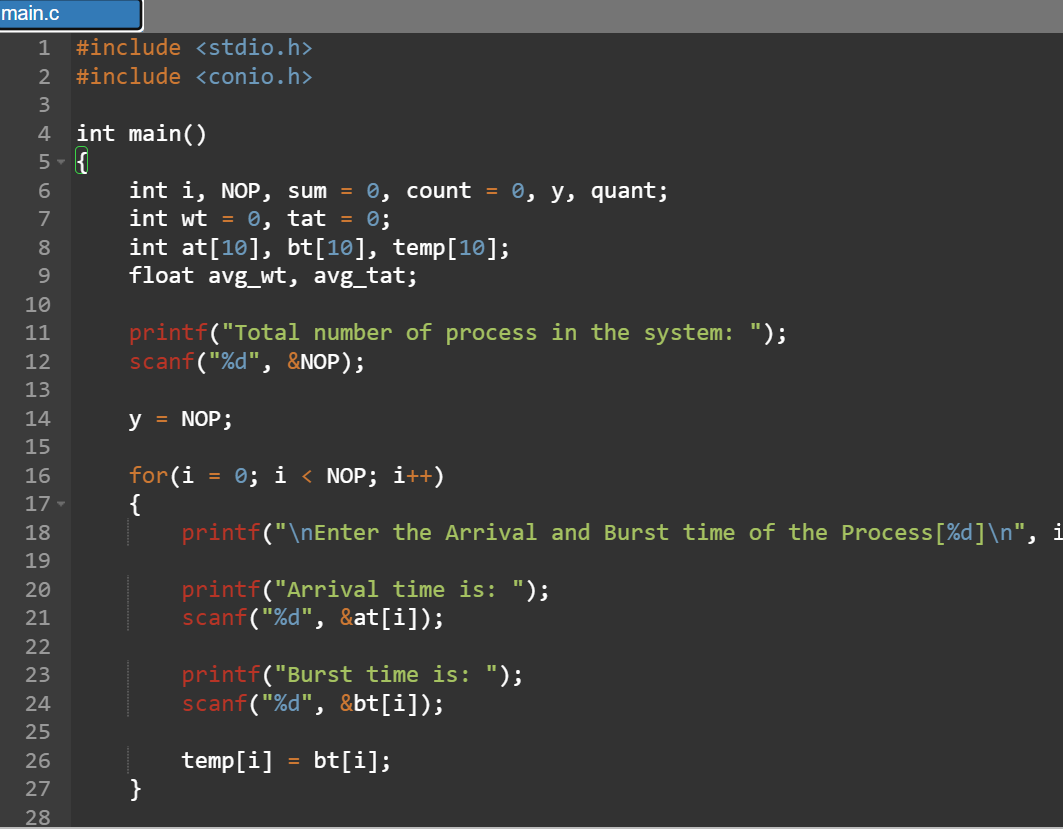 main.c
1 #include <stdio.h>
2 #include <conio.h>
3
4 int main()
5 {
6 int i, NOP, sum = 0, count = 0, y, quant;
7 int wt = 0, tat = 0;
8 int at[10], bt[10], temp[10];
9 float avg_wt, avg_tat;
10
11 printf("Total number of process in the system: ");
12 scanf("%d", &NOP);
13
14 y = NOP;
15
16 for(i = 0; i < NOP; i++)
17 {
18 printf("\nEnter the Arrival and Burst time of the Process[%d]\n", i
19
20 printf("Arrival time is: ");
21 scanf("%d", &at[i]);
22
23 printf("Burst time is: ");
24 scanf("%d", &bt[i]);
25
26 temp[i] = bt[i];
27 }
28